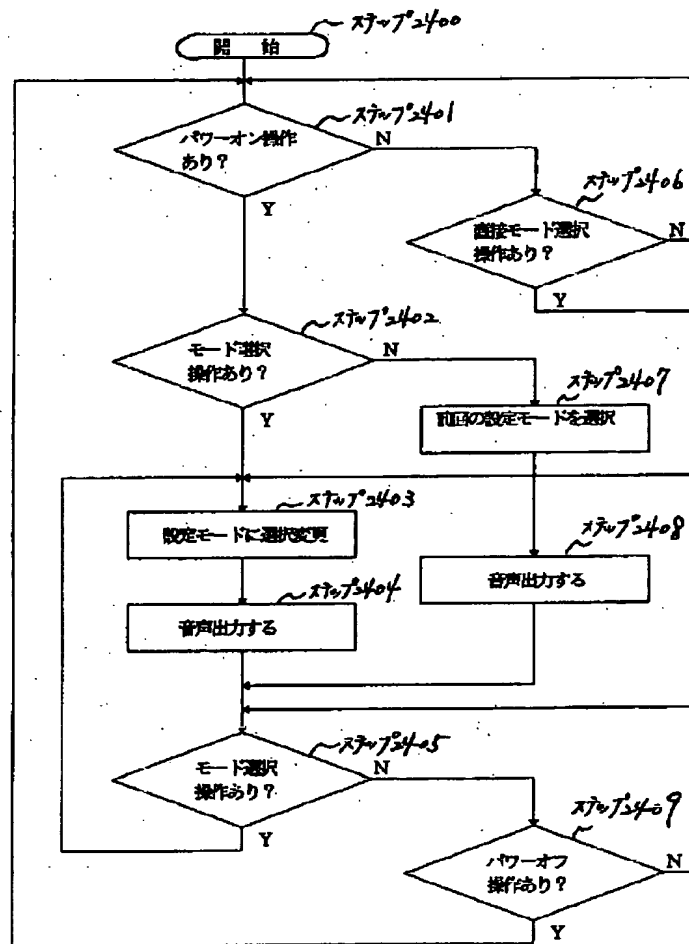 ステップ2400
開始
ステップ2401
パワーオン操作
あり?
N
Y
ステップ2406
直接モード選択
操作あり?
N
Y
ステップ2402
モード選択
操作あり?
N
Y
ステップ2407
前回の設定モードを選択
ステップ2403
設定モードに選択変更
ステップ2408
音声出力する
ステップ2404
音声出力する
ステップ2405
モード選択
操作あり?
N
Y
ステップ2409
パワーオフ
操作あり?
N
Y